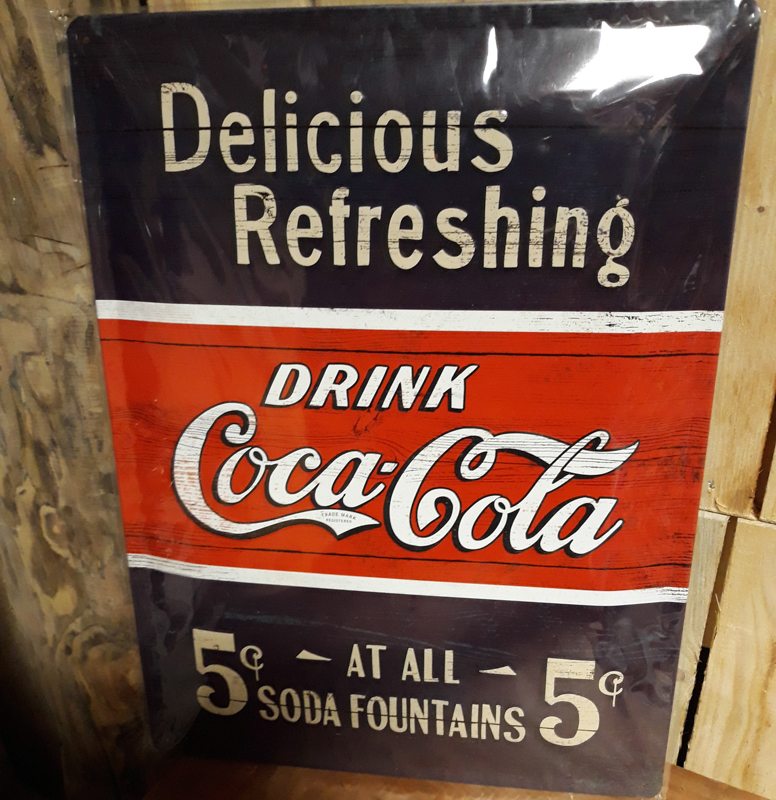 Delicious
Refreshing
DRINK
Coca-Cola
TRADE MARK
REGISTERED
5¢ AT ALL 5¢
SODA FOUNTAINS